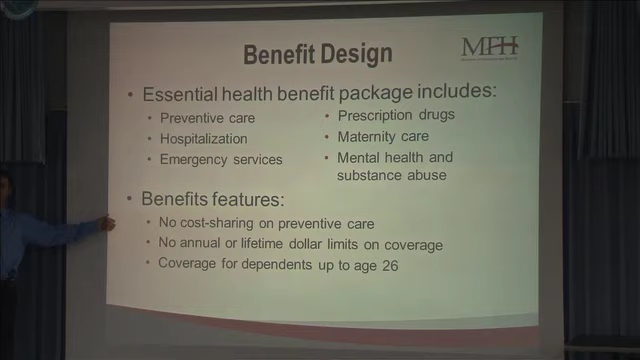 Benefit Design
MFH
• Essential health benefit package includes:
• Preventive care
• Hospitalization
• Emergency services
• Prescription drugs
• Maternity care
• Mental health and
substance abuse
• Benefits features:
• No cost-sharing on preventive care
• No annual or lifetime dollar limits on coverage
• Coverage for dependents up to age 26